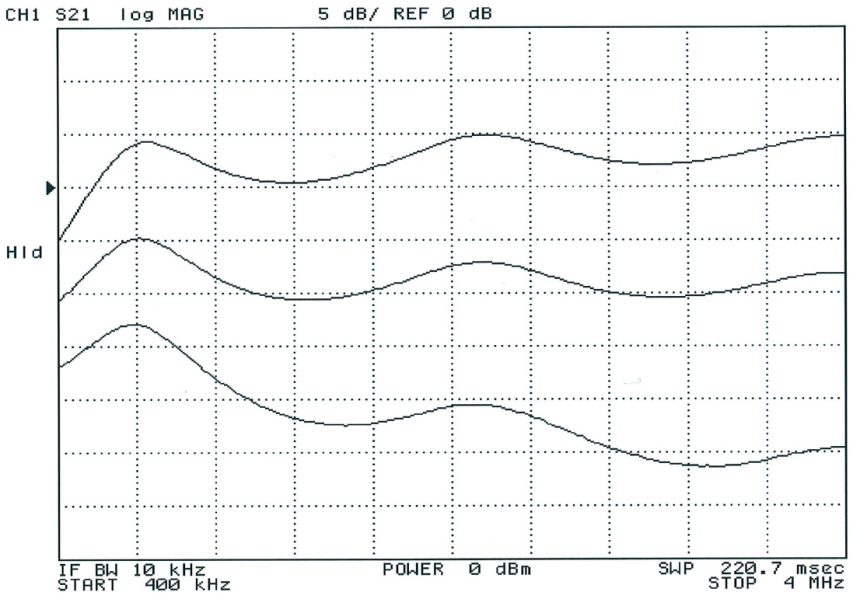 CH1 S21 log MAG 5 dB/ REF 0 dB
Hld
IF BW 10 kHz POWER 0 dBm SWP 220.7 msec
START 400 kHz STOP 4 MHz